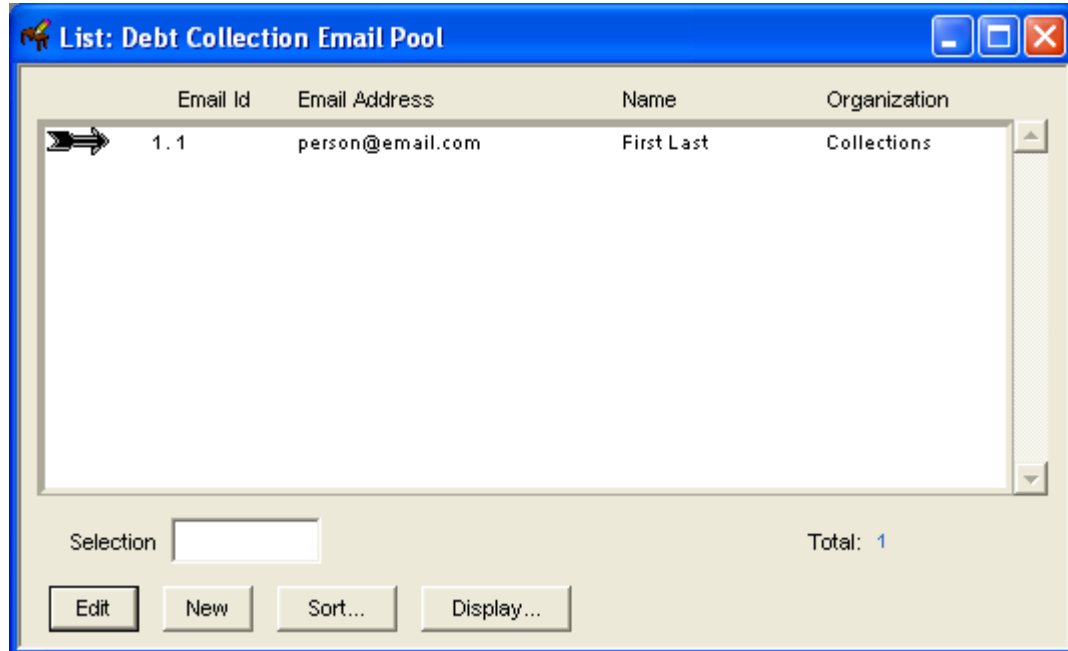 List: Debt Collection Email Pool
Email Id Email Address Name Organization
1.1 person@email.com First Last Collections
Selection Total: 1
Edit New Sort... Display...